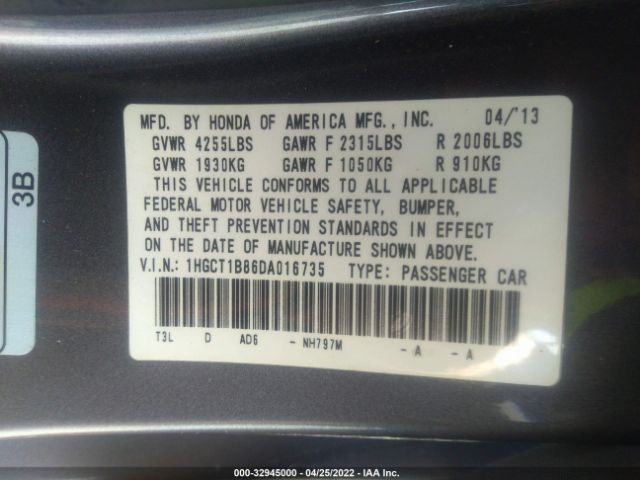 MFD. BY HONDA OF AMERICA MFG., INC. 04/'13
GVWR 4255LBS GAWR F 2315LBS R 2006LBS
GVWR 1930KG GAWR F 1050KG R 910KG
THIS VEHICLE CONFORMS TO ALL APPLICABLE
FEDERAL MOTOR VEHICLE SAFETY, BUMPER,
AND THEFT PREVENTION STANDARDS IN EFFECT
ON THE DATE OF MANUFACTURE SHOWN ABOVE.
V.I.N.: 1HGCT1B86DA016735 TYPE: PASSENGER CAR
T3L D AD6 - NH797M - A - A
3B
000-32945000 - 04/25/2022 - IAA Inc.